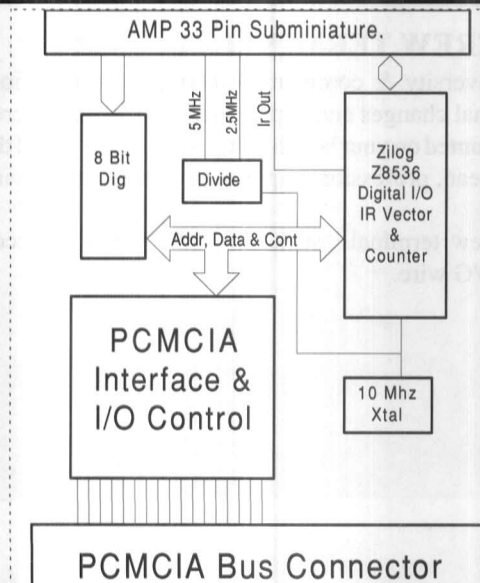 AMP 33 Pin Subminiature.
5 MHz
2.5MHz
Ir Out
8 Bit
Dig
Divide
Zilog
Z8536
Digital I/O
IR Vector
&
Counter
Addr, Data & Cont
PCMCIA
Interface &
I/O Control
10 Mhz
Xtal
PCMCIA Bus Connector